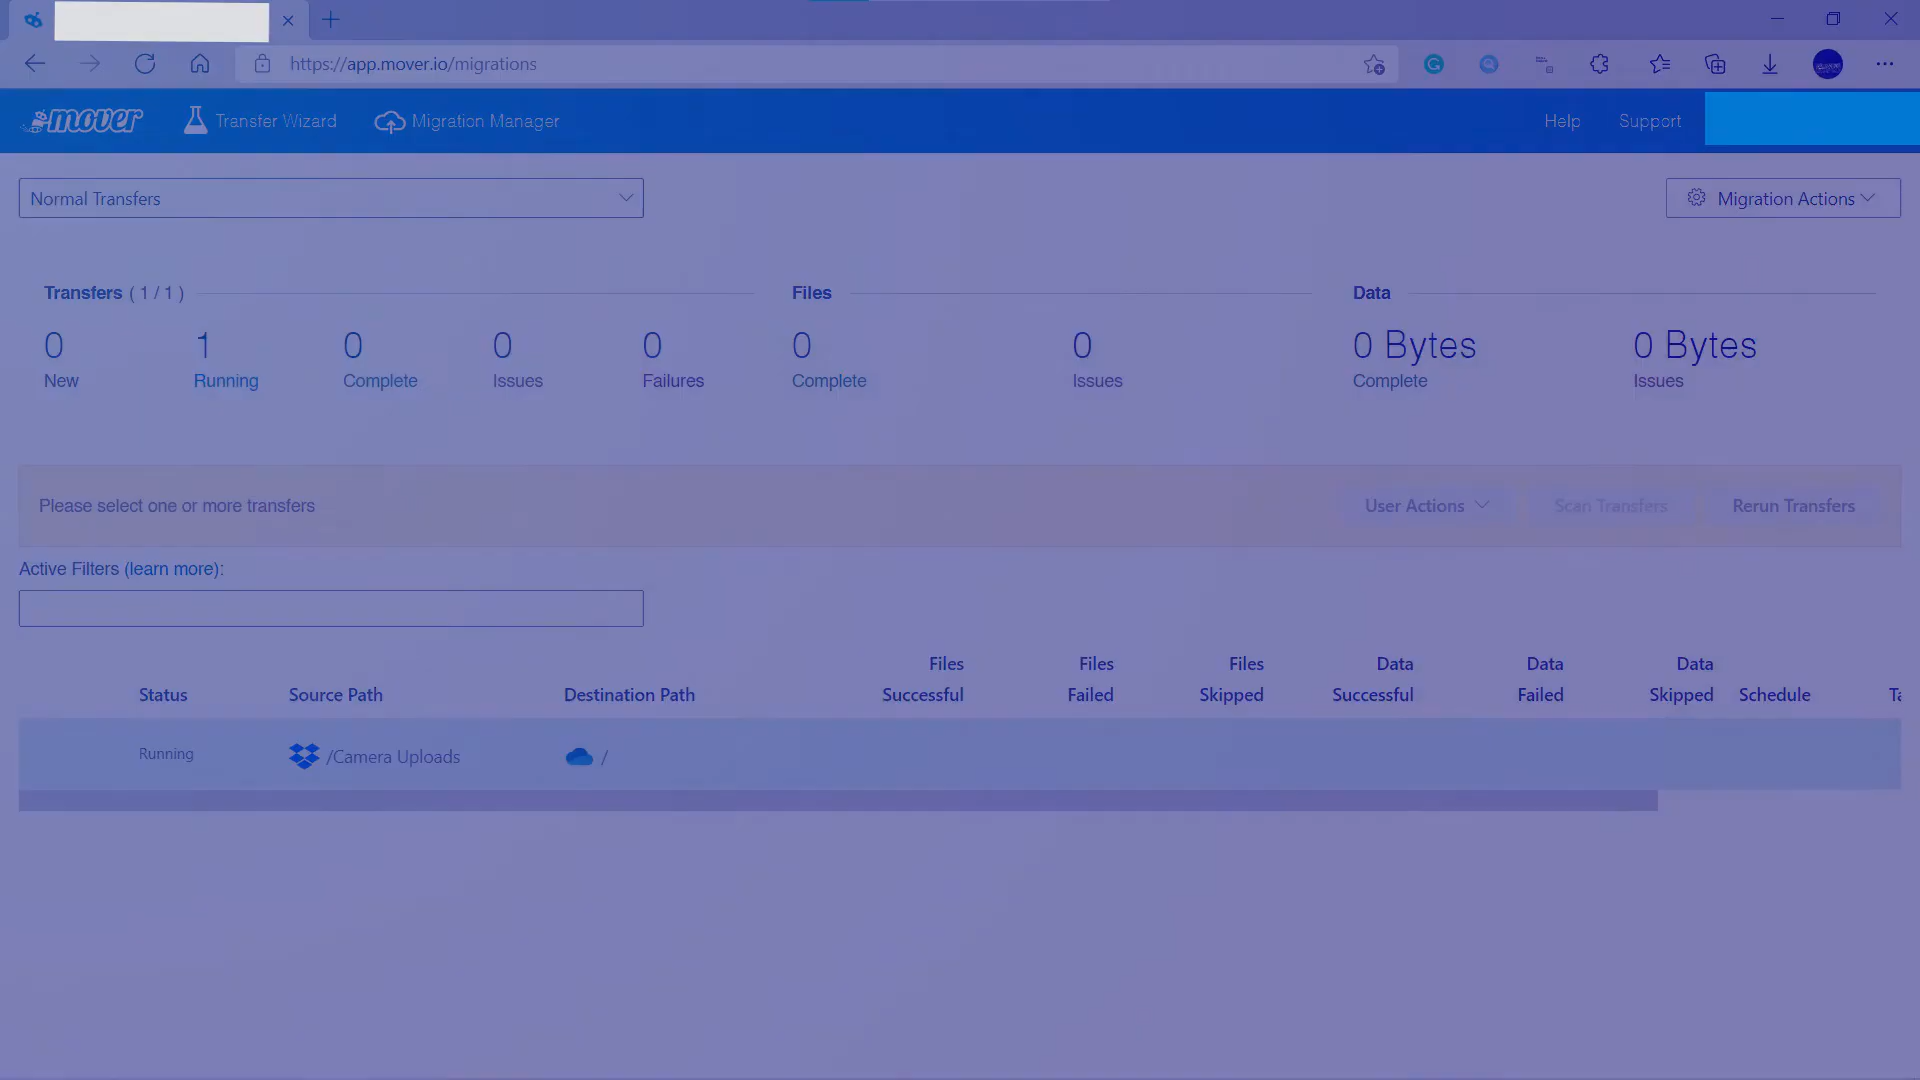 https://app.mover.io/migrations
mover Transfer Wizard Migration Manager Help Support
Normal Transfers Migration Actions
Transfers ( 1 / 1 ) Files Data
0 1 0 0 0 0 0 0 Bytes 0 Bytes
New Running Complete Issues Failures Complete Issues Complete Issues
Please select one or more transfers User Actions Scan Transfers Rerun Transfers
Active Filters (learn more):
Files Files Files Data Data Data
Status Source Path Destination Path Successful Failed Skipped Successful Failed Skipped Schedule Ta
Running /Camera Uploads /